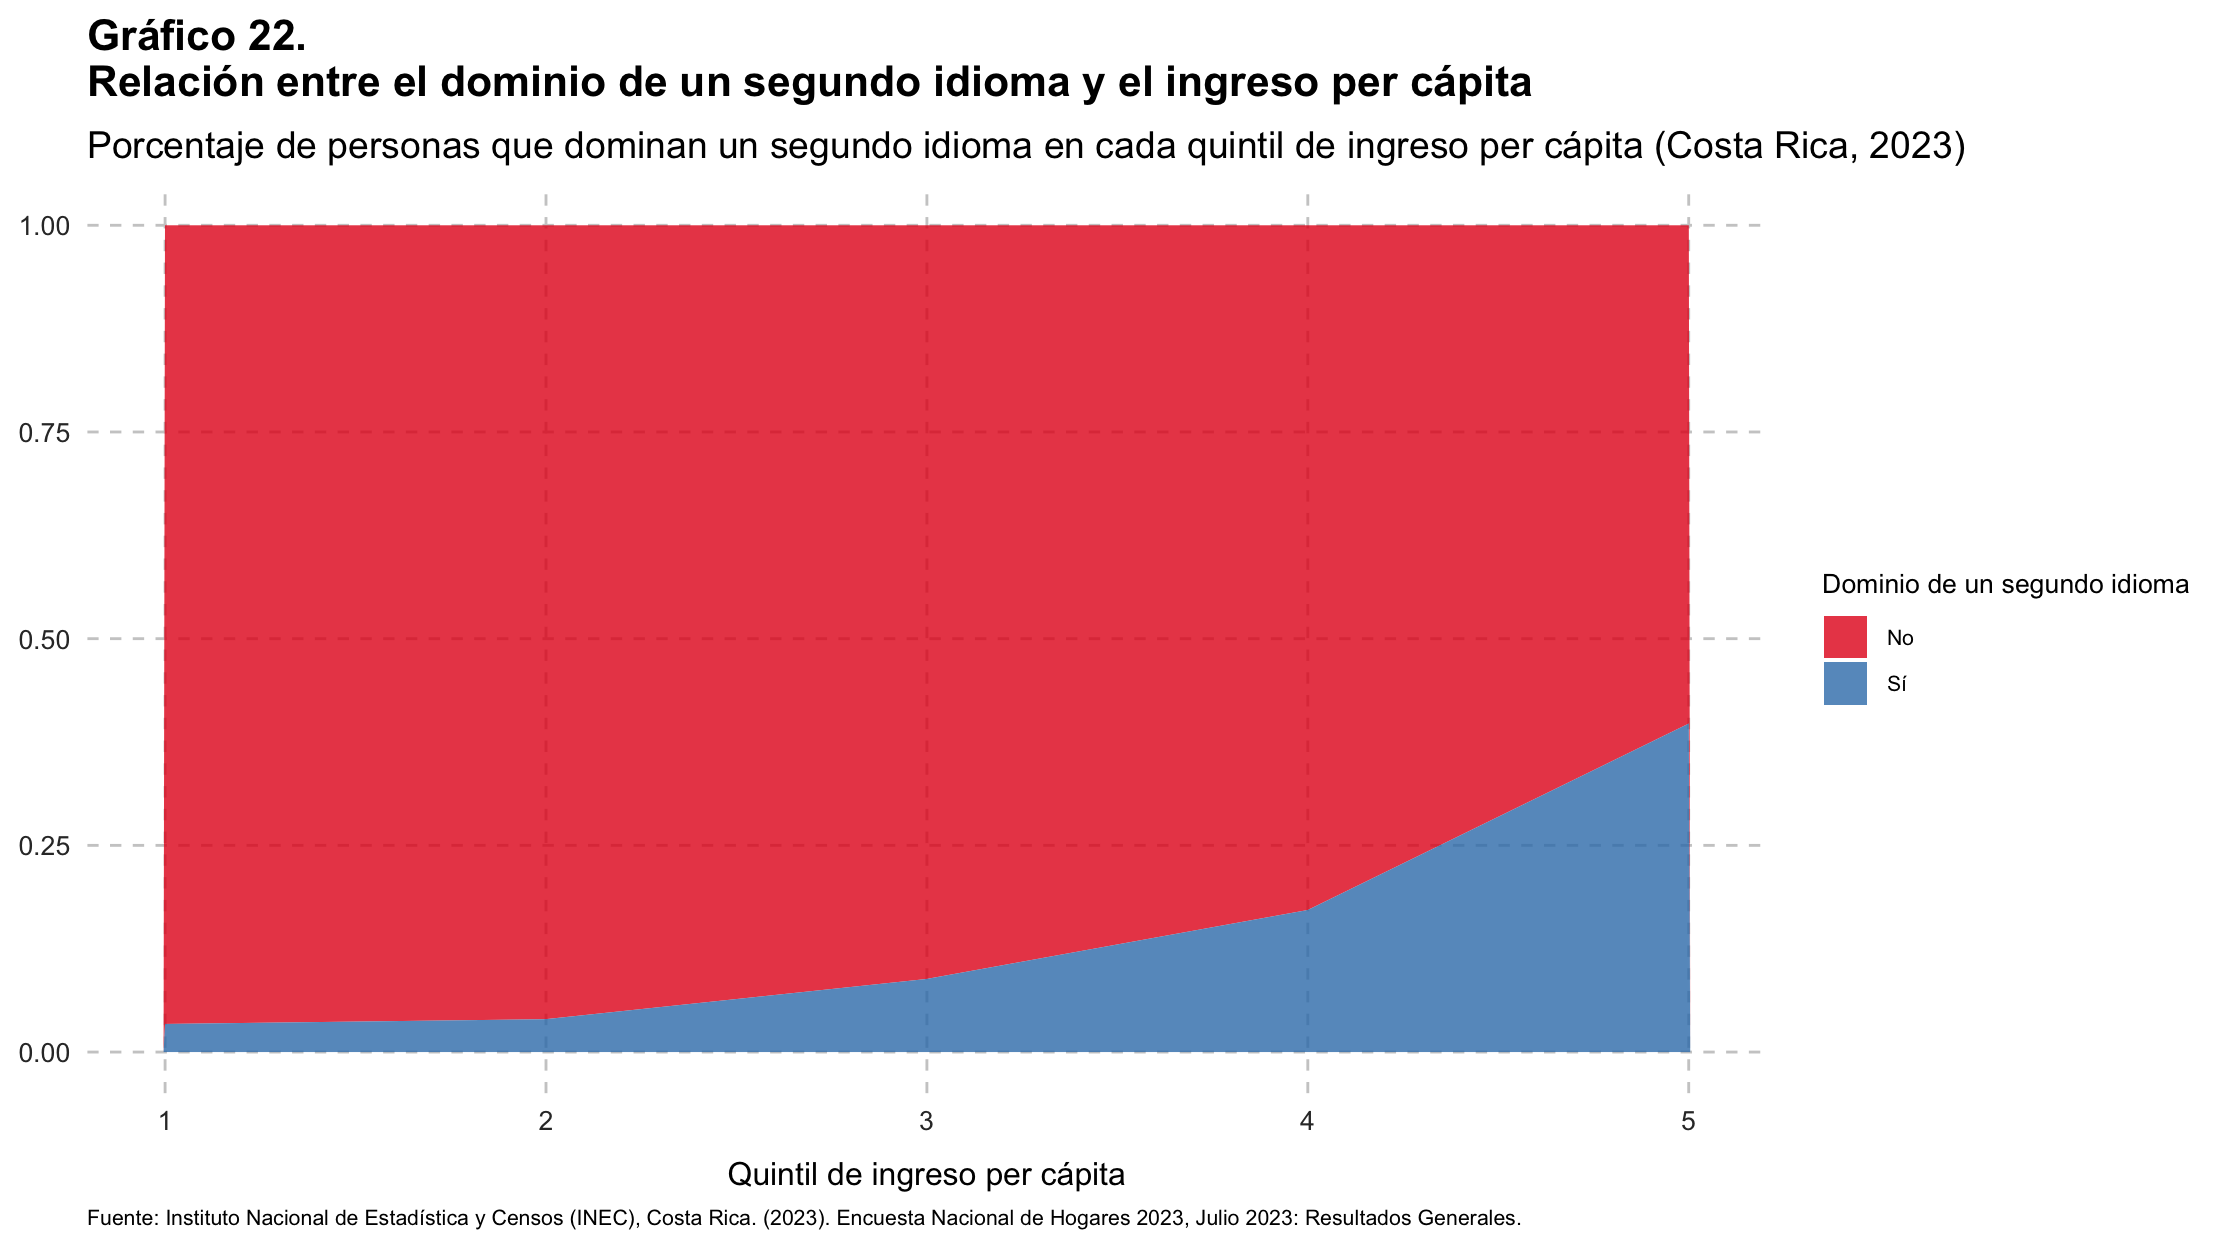 Gráfico 22.
Relación entre el dominio de un segundo idioma y el ingreso per cápita
Porcentaje de personas que dominan un segundo idioma en cada quintil de ingreso per cápita (Costa Rica, 2023)
1.00
0.75
0.50
0.25
0.00
1 2 3 4 5
Quintil de ingreso per cápita
Dominio de un segundo idioma
No
Sí
Fuente: Instituto Nacional de Estadística y Censos (INEC), Costa Rica. (2023). Encuesta Nacional de Hogares 2023, Julio 2023: Resultados Generales.